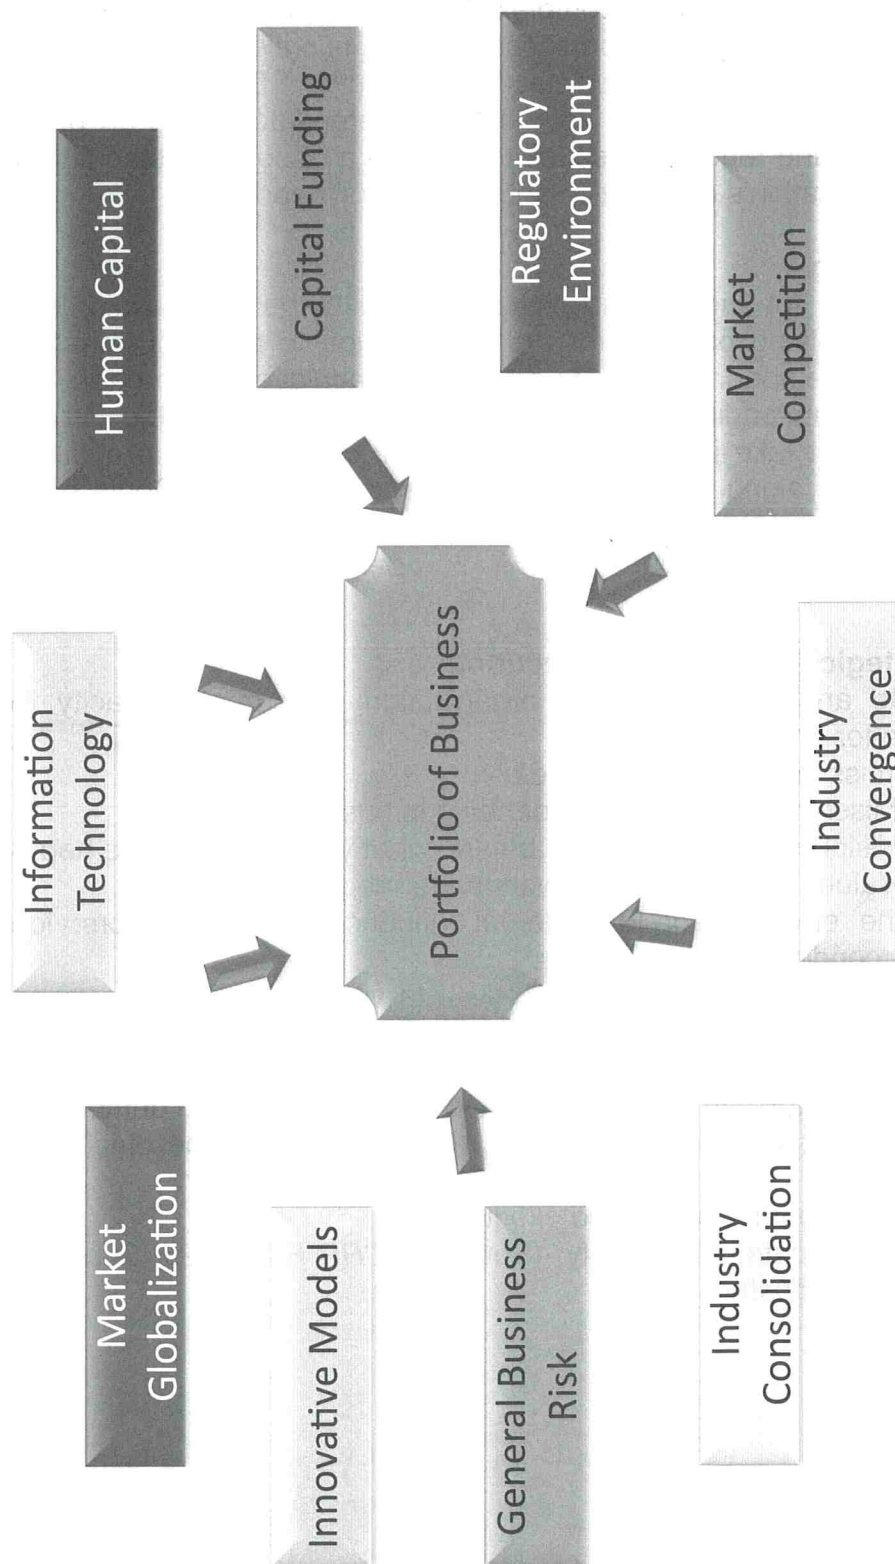 Information
Technology
Market
Globalization
Human Capital
Innovative Models
Capital Funding
Portfolio of Business
General Business
Risk
Regulatory
Environment
Industry
Consolidation
Industry
Convergence
Market
Competition